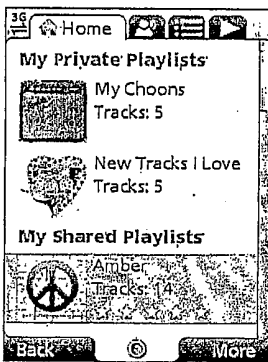 3G
Home
My Private Playlists
My Choons
Tracks: 5
New Tracks I Love
Tracks: 5
My Shared Playlists
Amber
Tracks: 14
Back
More